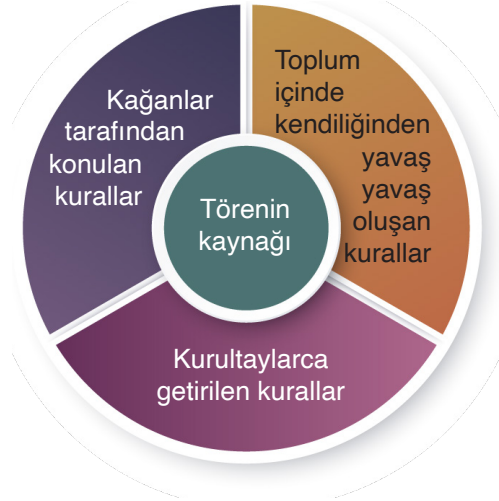 Kağanlar
tarafından
konulan
kurallar
Toplum
içinde
kendiliğinden
yavaş
yavaş
oluşan
kurallar
Törenin
kaynağı
Kurultaylarca
getirilen kurallar